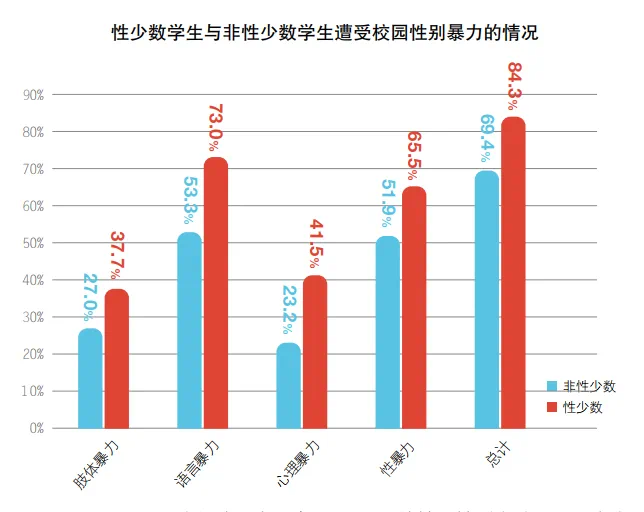 性少数学生与非性少数学生遭受校园性别暴力的情况
90%
80%
70%
60%
50%
40%
30%
20%
10%
0%
27.0%
37.7%
53.3%
73.0%
23.2%
41.5%
51.9%
65.5%
69.4%
84.3%
非性少数
性少数
肢体暴力
语言暴力
心理暴力
性暴力
总计